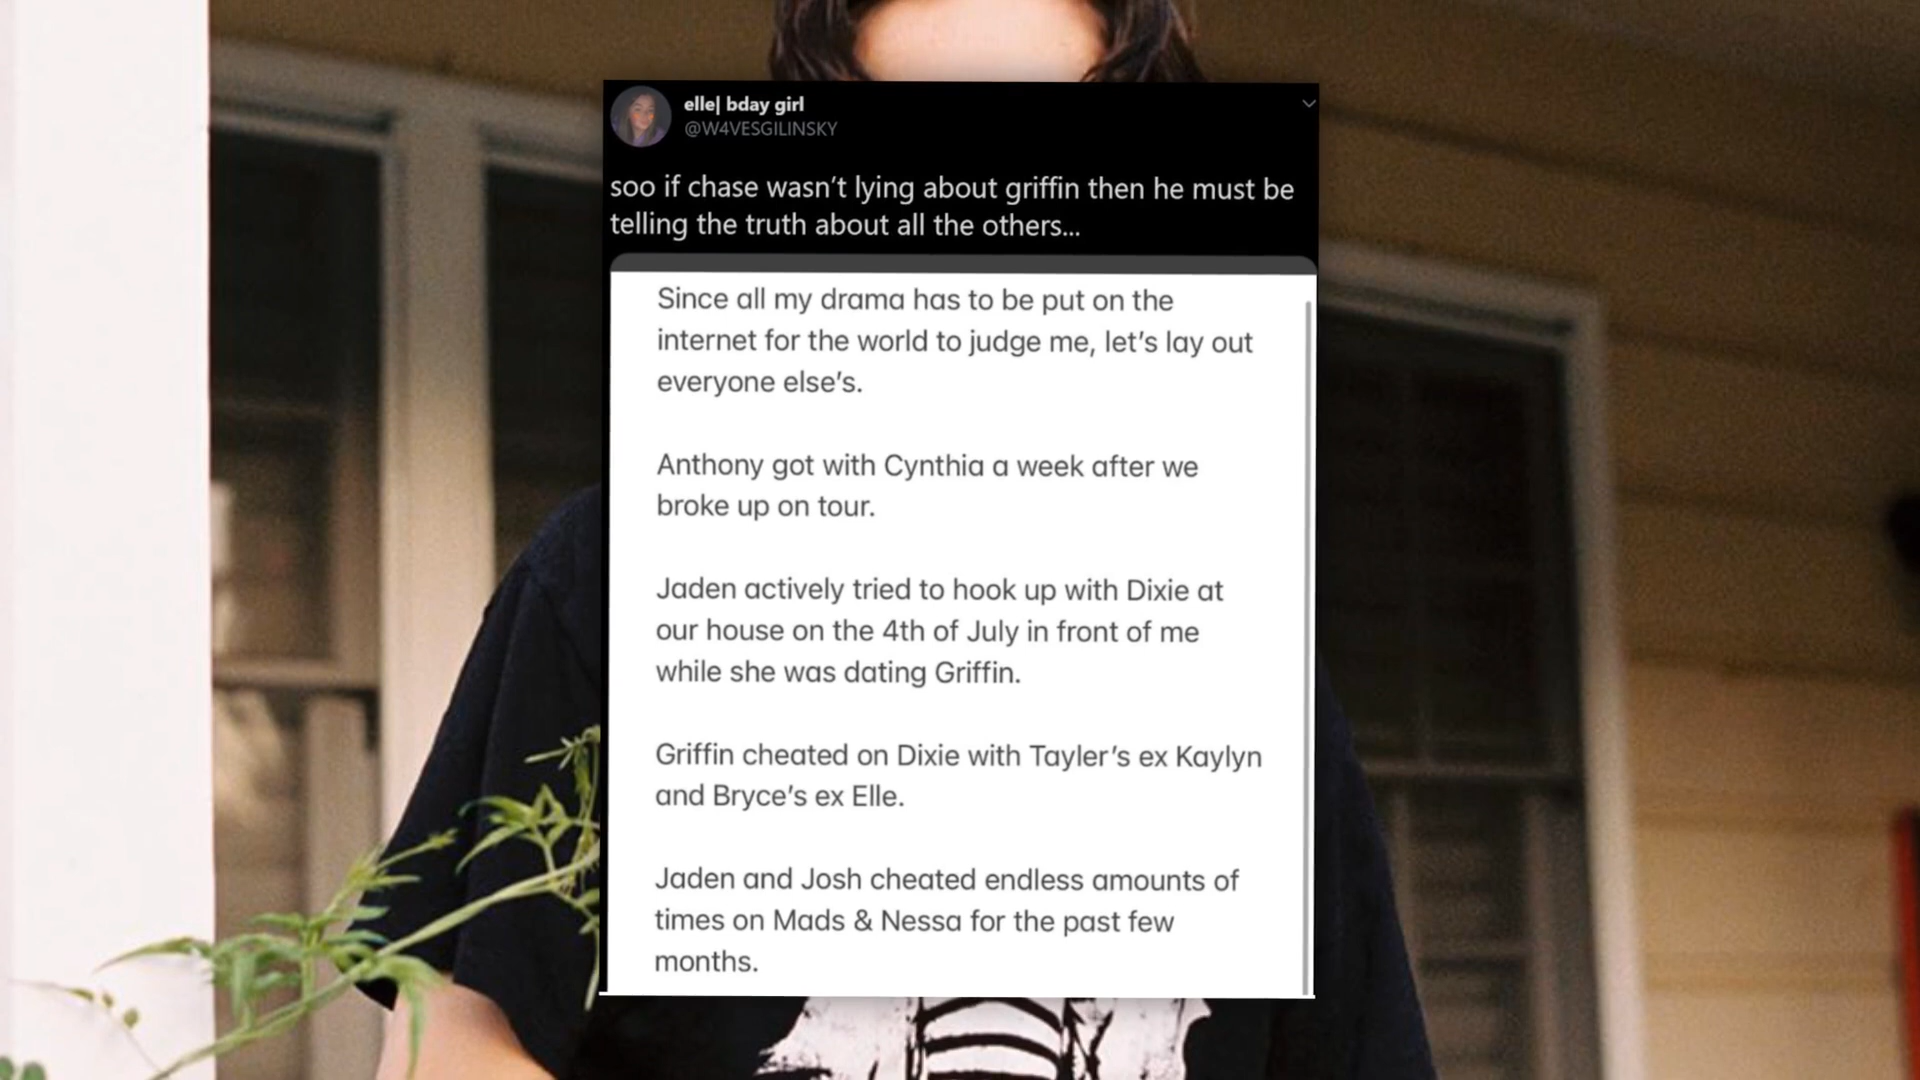 elle| bday girl
@W4VESGILINSKY
soo if chase wasn't lying about griffin then he must be
telling the truth about all the others...
Since all my drama has to be put on the
internet for the world to judge me, let's lay out
everyone else's.
Anthony got with Cynthia a week after we
broke up on tour.
Jaden actively tried to hook up with Dixie at
our house on the 4th of July in front of me
while she was dating Griffin.
Griffin cheated on Dixie with Tayler's ex Kaylyn
and Bryce's ex Elle.
Jaden and Josh cheated endless amounts of
times on Mads & Nessa for the past few
months.